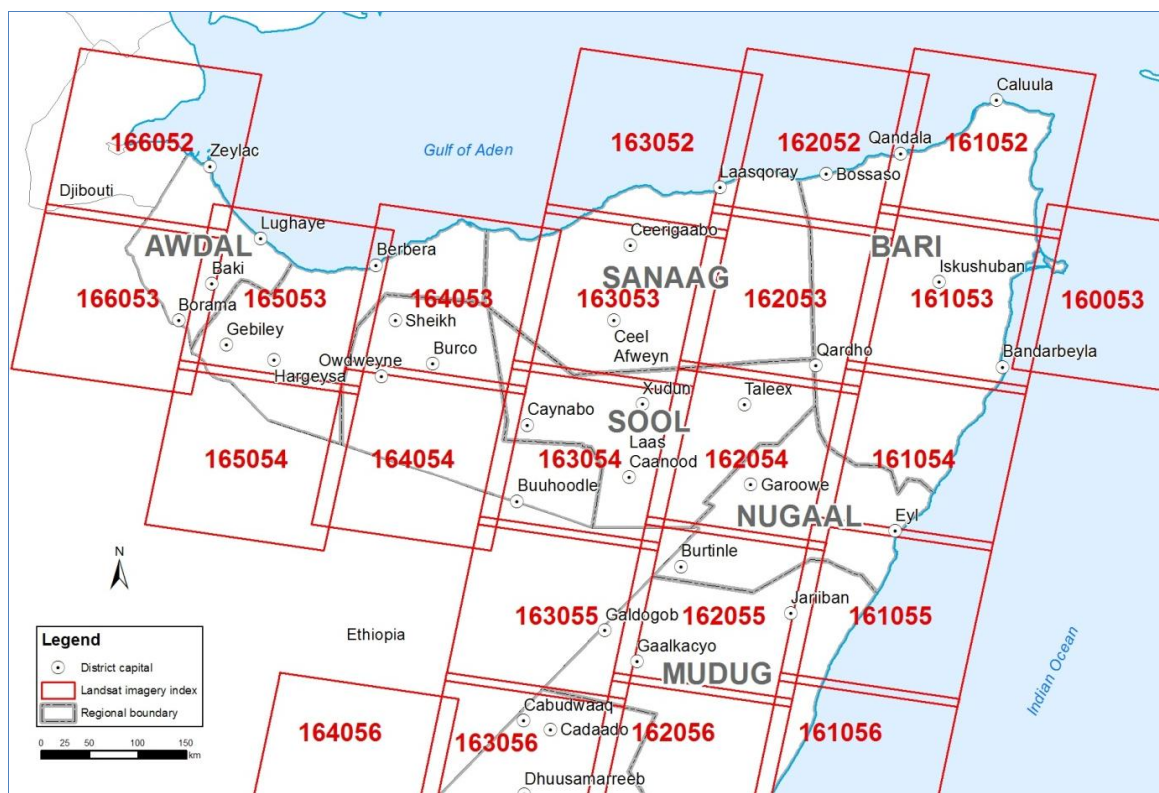 Caluula
166052
163052
162052
161052
Zeylac
Gulf of Aden
Qandala
Djibouti
Laasqoray
Bossaso
Lughaye
AWDAL
Ceerigaabo
BARI
Berbera
SANAAG
Baki
Iskushuban
166053
165053
164053
163053
162053
161053
160053
Borama
Sheikh
Gebiley
Ceel
Afweyn
Owdweyne
Burco
Qardho
Bandarbeyla
Hargeysa
Xudun
Taleex
Caynabo
SOOL
Laas
Caanood
165054
164054
163054
162054
161054
Buuhoodle
Garoowe
NUGAAL
Eyl
N
Burtinle
Jariiban
163055
Galdogob
162055
161055
Ethiopia
Gaalkacyo
MUDUG
Indian Ocean
Legend
District capital
Landsat imagery index
Regional boundary
0 25 50 100 150
km
Cabudwaaq
Cadaado
164056
163056
162056
161056
Dhuusamarreeb